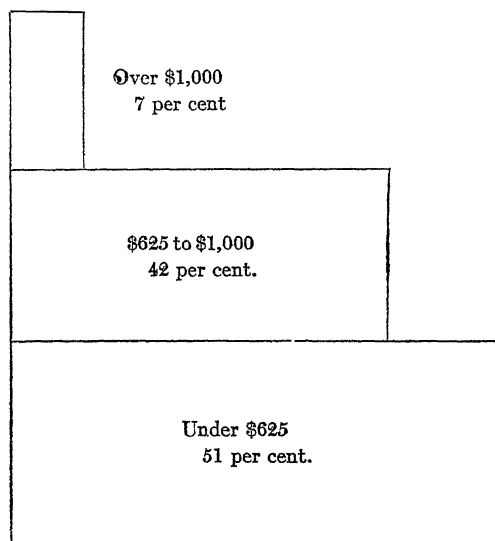 Over $1,000
7 per cent
$625 to $1,000
42 per cent.
Under $625
51 per cent.